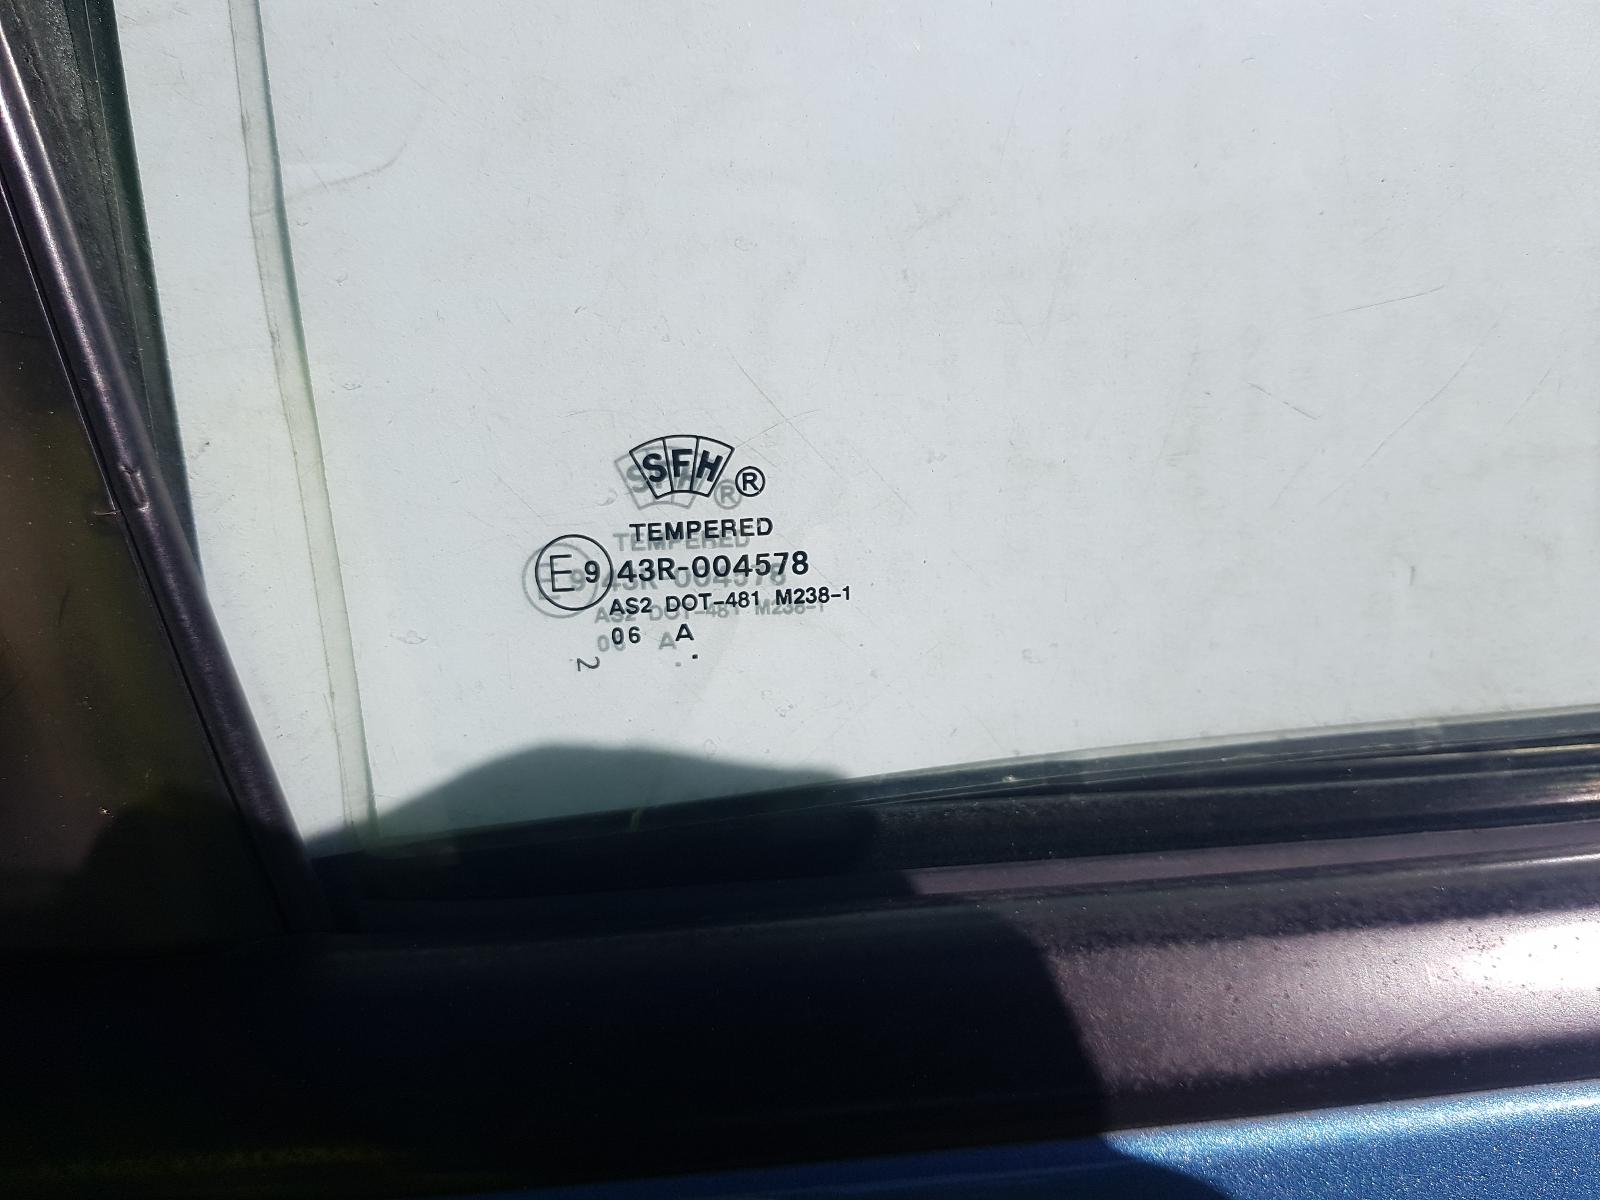 SFH ®
TEMPERED
E9 43R-004578
AS2 DOT-481 M238-1
06 A
2